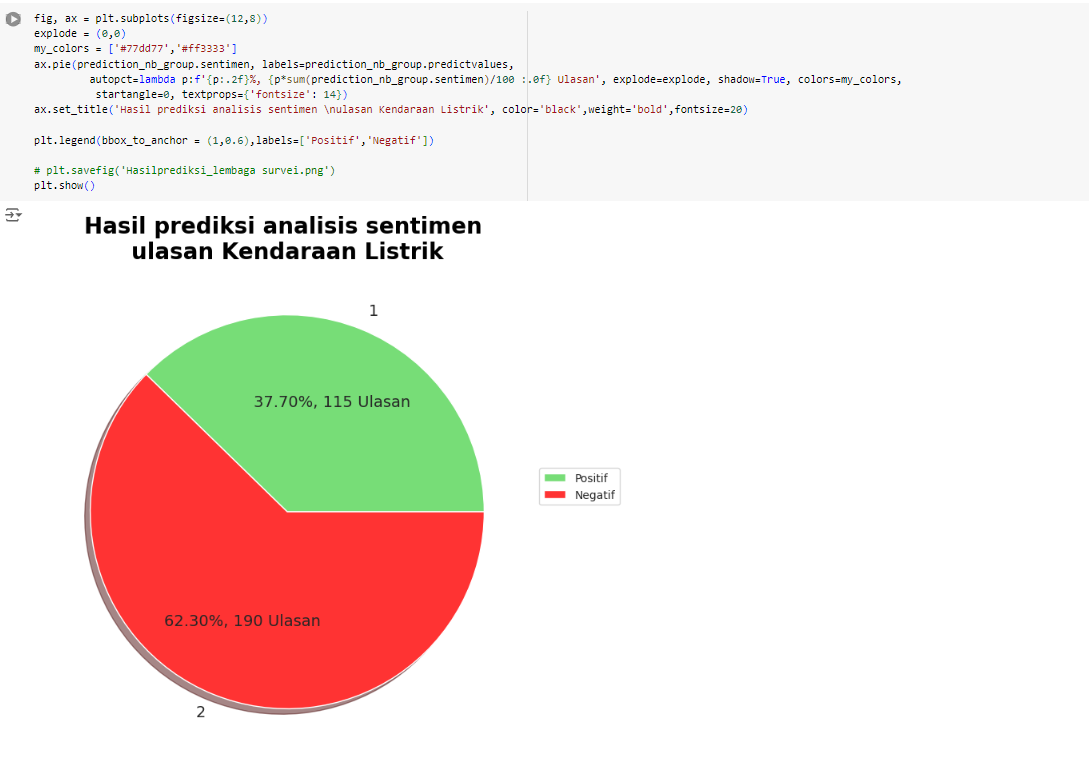 fig, ax = plt.subplots(figsize=(12,8))
explode = (0,0)
my_colors = ['#77dd77','#ff3333']
ax.pie(prediction_nb_group.sentimen, labels=prediction_nb_group.predictvalues,
autopct=lambda p:f'{p:.2f}%, {p*sum(prediction_nb_group.sentimen)/100 :.0f} Ulasan', explode=explode, shadow=True, colors=my_colors,
startangle=0, textprops={'fontsize': 14})
ax.set_title('Hasil prediksi analisis sentimen \nulasan Kendaraan Listrik', color='black',weight='bold',fontsize=20)
plt.legend(bbox_to_anchor = (1,0.6),labels=['Positif','Negatif'])
# plt.savefig('Hasilprediksi_lembaga survei.png')
plt.show()
Hasil prediksi analisis sentimen
ulasan Kendaraan Listrik
1
37.70%, 115 Ulasan
Positif
Negatif
62.30%, 190 Ulasan
2